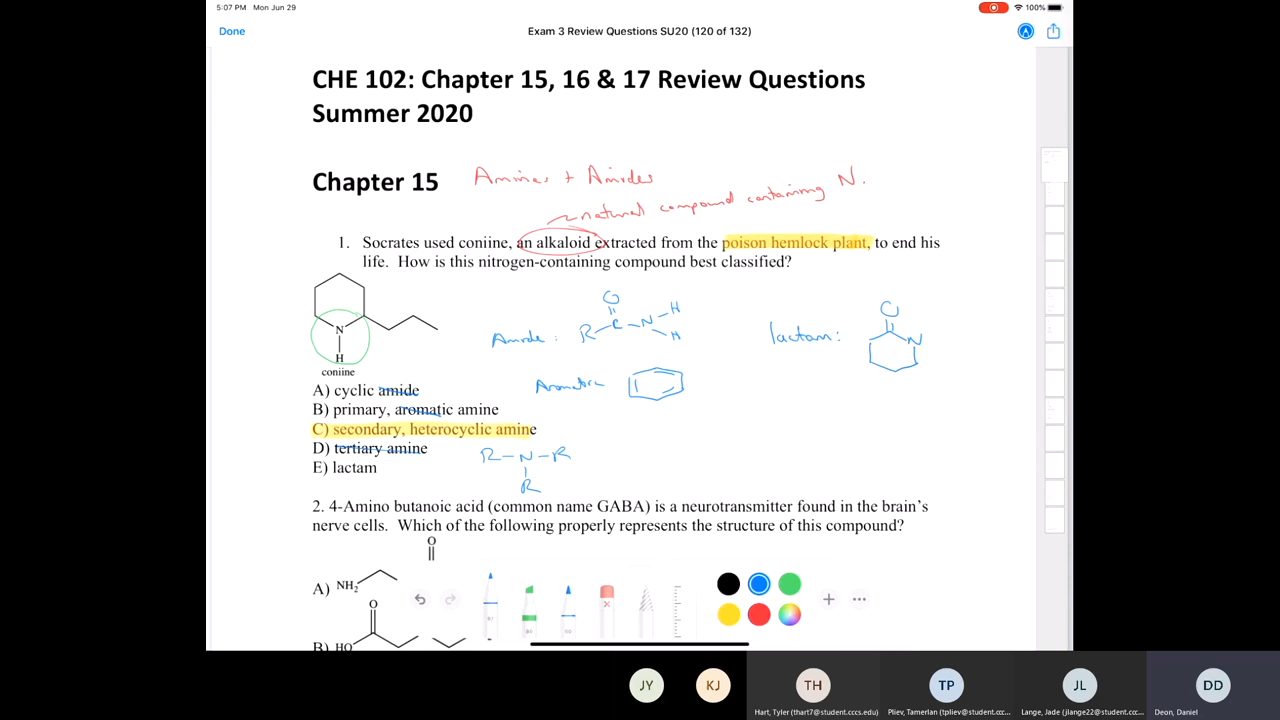 5:07 PM Mon Jun 29
100%
Done
Exam 3 Review Questions SU20 (120 of 132)
CHE 102: Chapter 15, 16 & 17 Review Questions
Summer 2020
Chapter 15
Amines + Amides
natural compound containing N.
1. Socrates used coniine, an alkaloid extracted from the poison hemlock plant, to end his
life. How is this nitrogen-containing compound best classified?
N
H
coniine
Amide:
R-C-N-H
O
H
lactam:
O
N
Aromatic
A) cyclic amide
B) primary, aromatic amine
C) secondary, heterocyclic amine
D) tertiary amine
E) lactam
R-N-R
R
2. 4-Amino butanoic acid (common name GABA) is a neurotransmitter found in the brain's
nerve cells. Which of the following properly represents the structure of this compound?
O
A) NH2
O
B) HO
JY
KJ
TH
TP
JL
DD
Hart, Tyler (thart7@student.cccs.edu)
Pliev, Tamerlan (tpliev@student.ccc...
Lange, Jade (jlange22@student.ccc...
Deon, Daniel